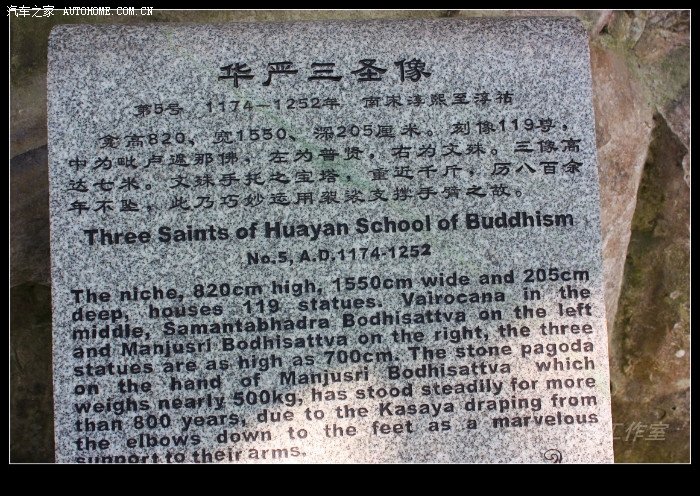 汽车之家 AUTOHOME.COM.CN
华严三圣像
第5号 1174—1252年 南宋淳熙至淳祐
龛高820、宽1550、深205厘米。刻像119尊，
中为毗卢遮那佛，左为普贤，右为文殊。三像高
达七米。文殊手托之宝塔，重近千斤，历八百余
年不坠，此乃巧妙运用袈裟支撑手臂之故。
Three Saints of Huayan School of Buddhism
No.5, A.D.1174-1252
The niche, 820cm high, 1550cm wide and 205cm
deep, houses 119 statues. Vairocana in the
middle, Samantabhadra Bodhisattva on the left
and Manjusri Bodhisattva on the right, the three
statues are as high as 700cm. The stone pagoda
on the hand of Manjusri Bodhisattva which
weighs nearly 500kg, has stood steadily for more
than 800 years, due to the Kasaya draping from
the elbows down to the feet as a marvelous
support to their arms.
工作室